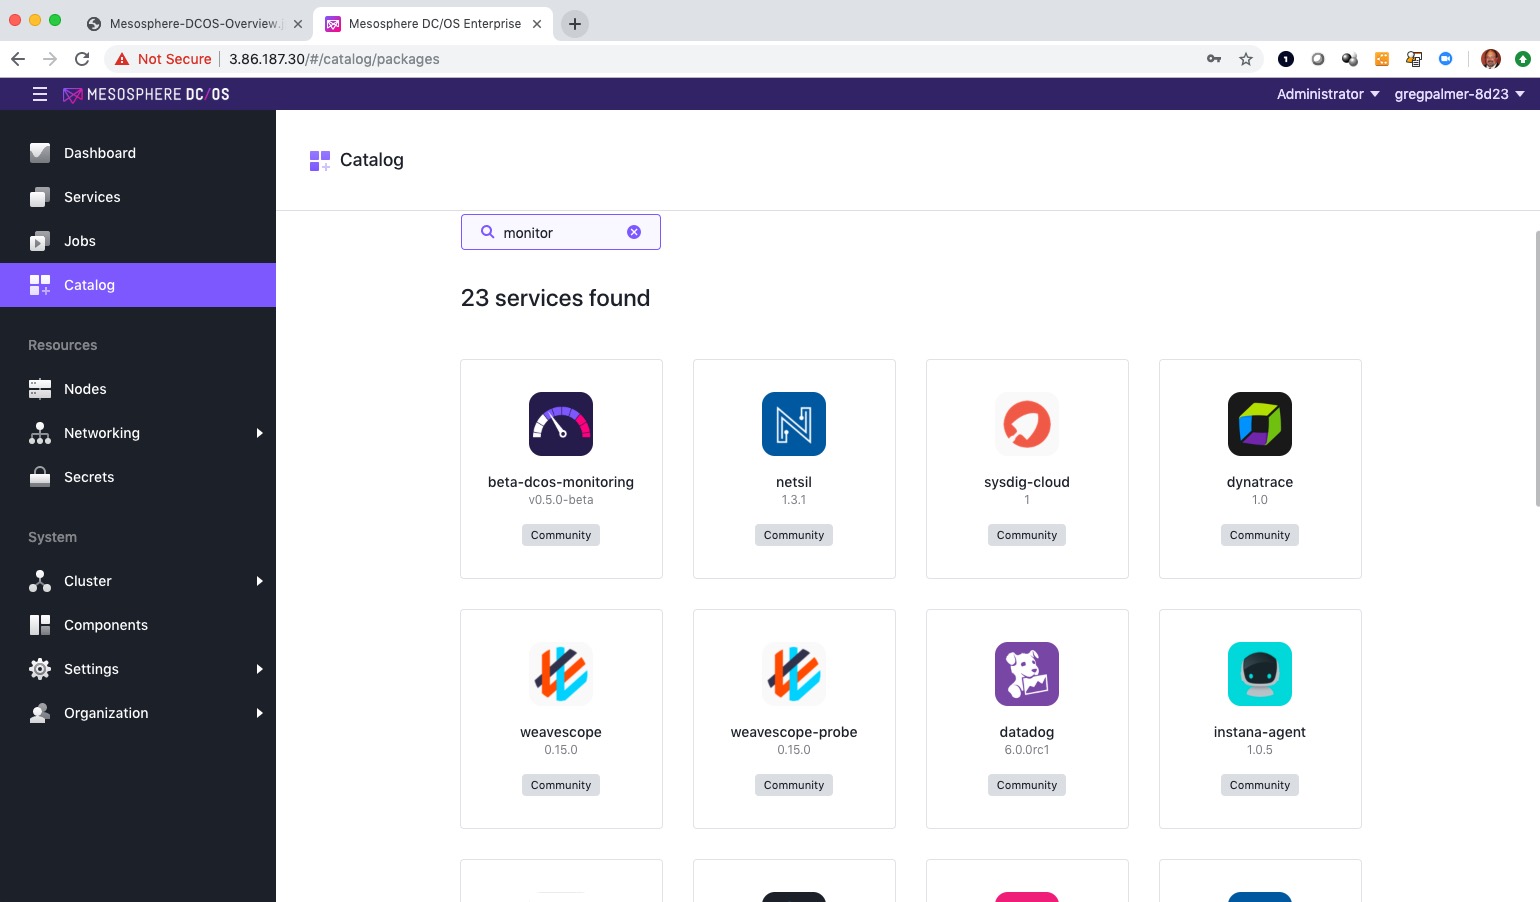 Mesosphere-DCOS-Overview.
Mesosphere DC/OS Enterprise
Not Secure
3.86.187.30/#/catalog/packages
MESOSPHERE DC/OS
Administrator
gregpalmer-8d23
Dashboard
Services
Jobs
Catalog
Resources
Nodes
Networking
Secrets
System
Cluster
Components
Settings
Organization
Catalog
monitor
23 services found
beta-dcos-monitoring
v0.5.0-beta
Community
netsil
1.3.1
Community
sysdig-cloud
1
Community
dynatrace
1.0
Community
weavescope
0.15.0
Community
weavescope-probe
0.15.0
Community
datadog
6.0.0rc1
Community
instana-agent
1.0.5
Community